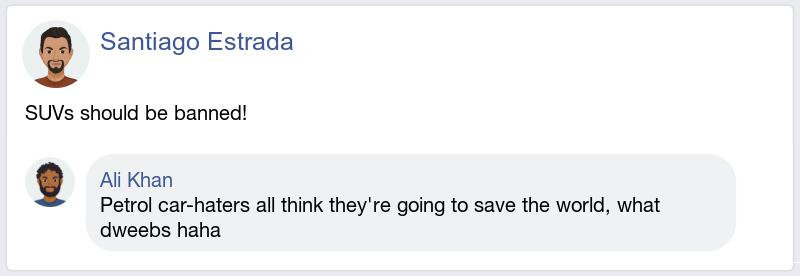 Santiago Estrada
SUVs should be banned!
Ali Khan
Petrol car-haters all think they're going to save the world, what
dweebs haha